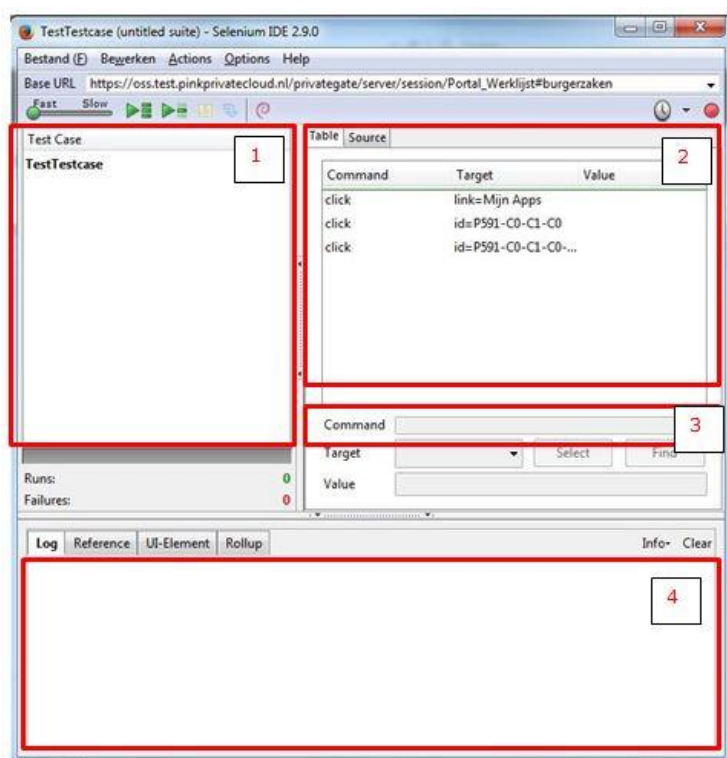 TestTestcase (untitled suite) - Selenium IDE 2.9.0
Bestand (F) Bewerken Actions Options Help
Base URL https://oss.test.pinkprivatecloud.nl/privategate/server/session/Portal_Werklijst#burgerzaken
Fast Slow
Test Case
1
TestTestcase
Table Source
2
Command Target Value
click link=Mijn Apps
click id=P591-C0-C1-C0
click id=P591-C0-C1-C0-...
Command
3
Target Select Find
Value
Runs: 0
Failures: 0
Log Reference UI-Element Rollup Info- Clear
4